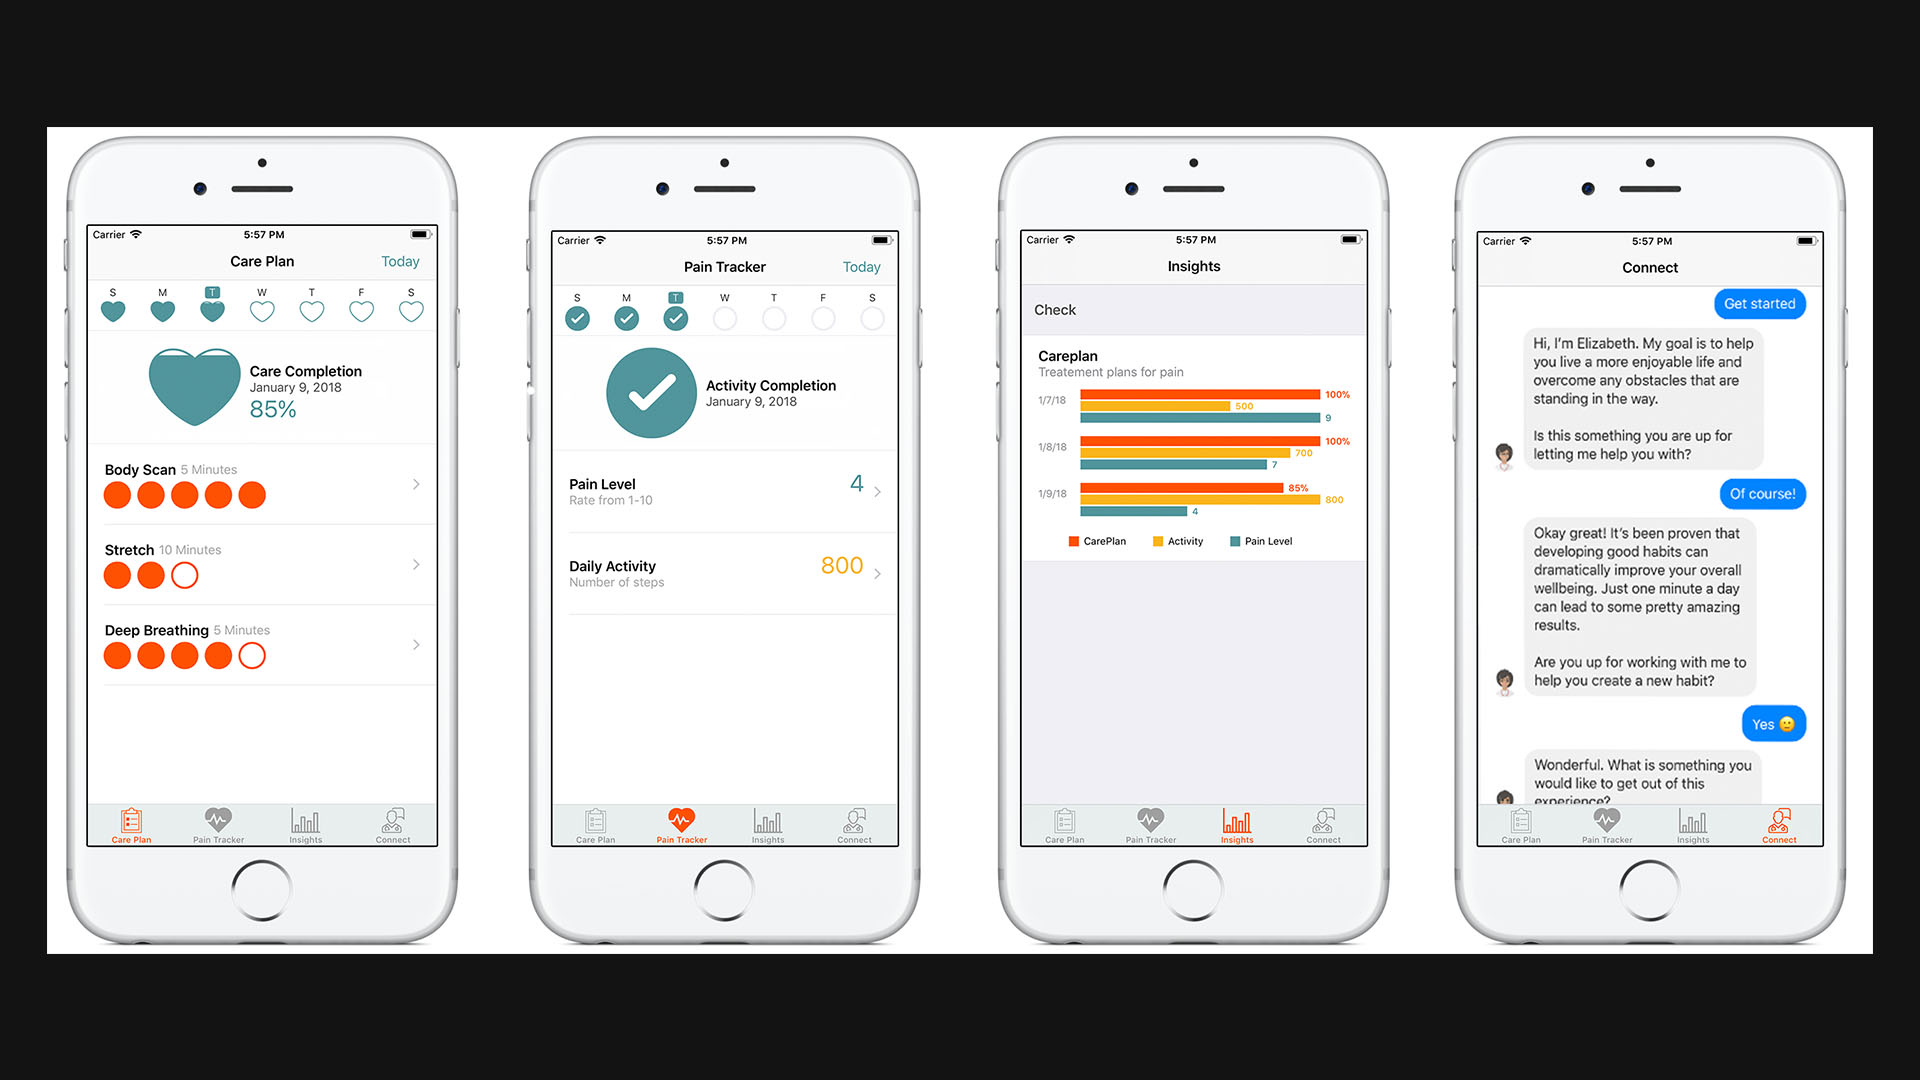 Carrier 5:57 PM
Care Plan Today
S M T W T F S
Care Completion
January 9, 2018
85%
Body Scan 5 Minutes
Stretch 10 Minutes
Deep Breathing 5 Minutes
Care Plan Pain Tracker Insights Connect
Carrier 5:57 PM
Pain Tracker Today
S M T W T F S
Activity Completion
January 9, 2018
Pain Level 4
Rate from 1-10
Daily Activity 800
Number of steps
Care Plan Pain Tracker Insights Connect
Carrier 5:57 PM
Insights
Check
Careplan
Treatement plans for pain
1/7/18 100%
500
9
1/8/18 100%
700
7
1/9/18 85%
800
4
CarePlan Activity Pain Level
Care Plan Pain Tracker Insights Connect
Carrier 5:57 PM
Connect
Get started
Hi, I'm Elizabeth. My goal is to help
you live a more enjoyable life and
overcome any obstacles that are
standing in the way.
Is this something you are up for
letting me help you with?
Of course!
Okay great! It's been proven that
developing good habits can
dramatically improve your overall
wellbeing. Just one minute a day
can lead to some pretty amazing
results.
Are you up for working with me to
help you create a new habit?
Yes 😐
Wonderful. What is something you
would like to get out of this
experience?
Care Plan Pain Tracker Insights Connect